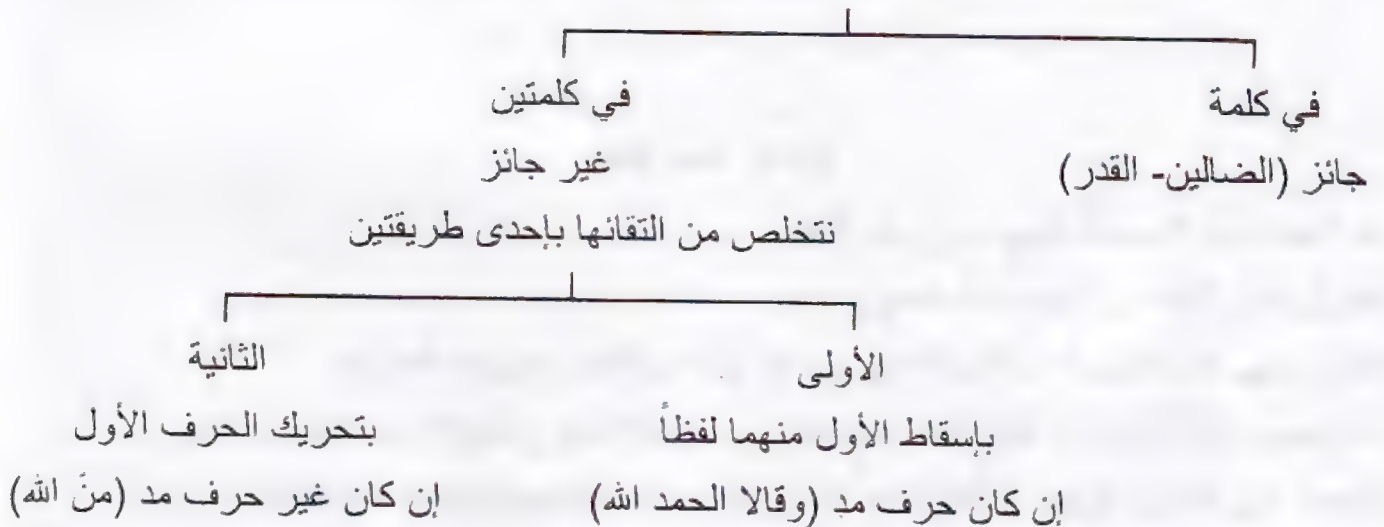 في كلمة
جائز (الضالين- القدر)
في كلمتين
غير جائز
نتخلص من التقائها بإحدى طريقتين
الأولى
بإسقاط الأول منهما لفظاً
إن كان حرف مد (وقالا الحمد الله)
الثانية
بتحريك الحرف الأول
إن كان غير حرف مد (منَ الله)